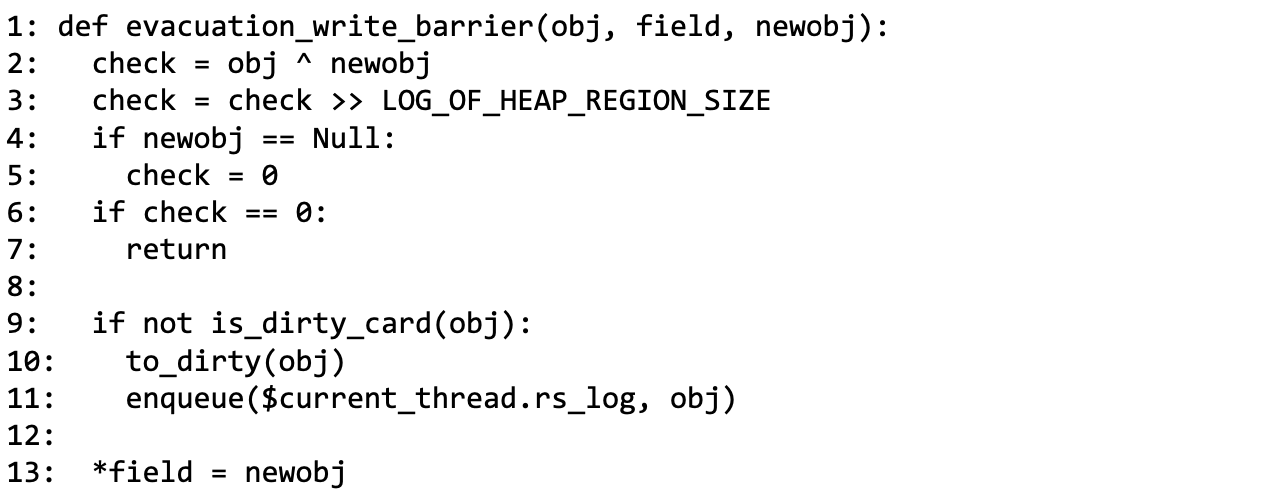 1: def evacuation_write_barrier(obj, field, newobj):
2:   check = obj ^ newobj
3:   check = check >> LOG_OF_HEAP_REGION_SIZE
4:   if newobj == Null:
5:     check = 0
6:   if check == 0:
7:     return
8:
9:   if not is_dirty_card(obj):
10:     to_dirty(obj)
11:     enqueue($current_thread.rs_log, obj)
12:
13:   *field = newobj